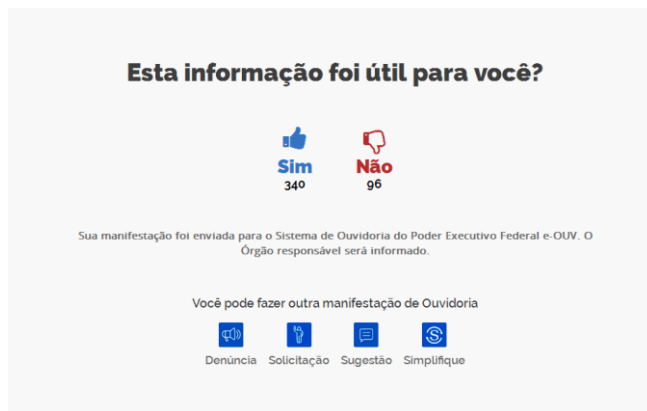 Esta informação foi útil para você?
Sim Não
340 96
Sua manifestação foi enviada para o Sistema de Ouvidoria do Poder Executivo Federal e-OUV. O
Órgão responsável será informado.
Você pode fazer outra manifestação de Ouvidoria
Denúncia Solicitação Sugestão Simplifique